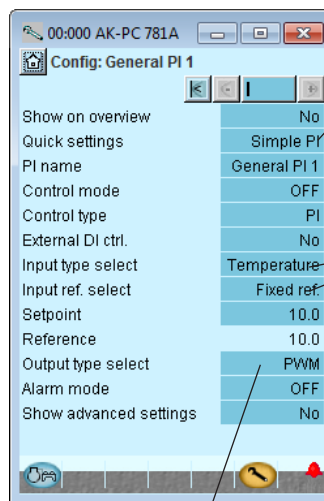 00:000 AK-PC 781A
Config: General PI 1
Show on overview No
Quick settings Simple PI
PI name General PI 1
Control mode OFF
Control type PI
External DI ctrl. No
Input type select Temperature
Input ref. select Fixed ref.
Setpoint 10.0
Reference 10.0
Output type select PWM
Alarm mode OFF
Show advanced settings No